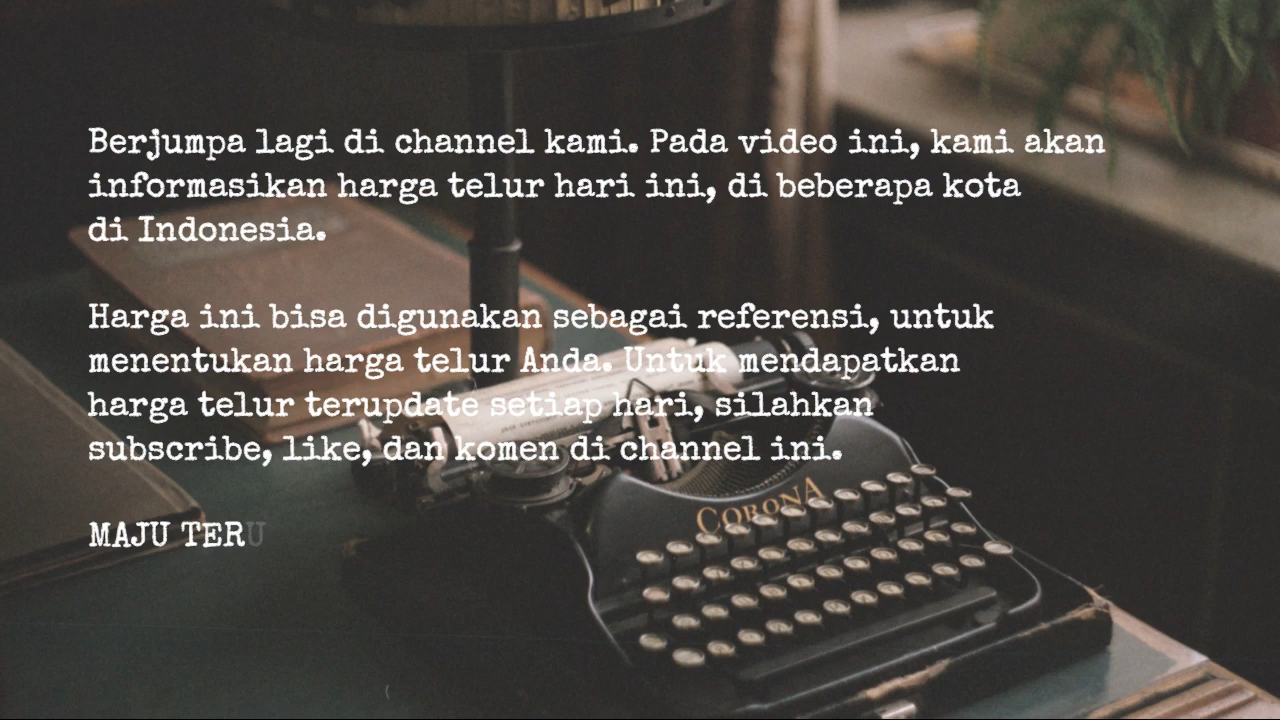 Berjumpa lagi di channel kami. Pada video ini, kami akan
informasikan harga telur hari ini, di beberapa kota
di Indonesia.
Harga ini bisa digunakan sebagai referensi, untuk
menentukan harga telur Anda. Untuk mendapatkan
harga telur terupdate setiap hari, silahkan
subscribe, like, dan komen di channel ini.
MAJU TERU
CORONA